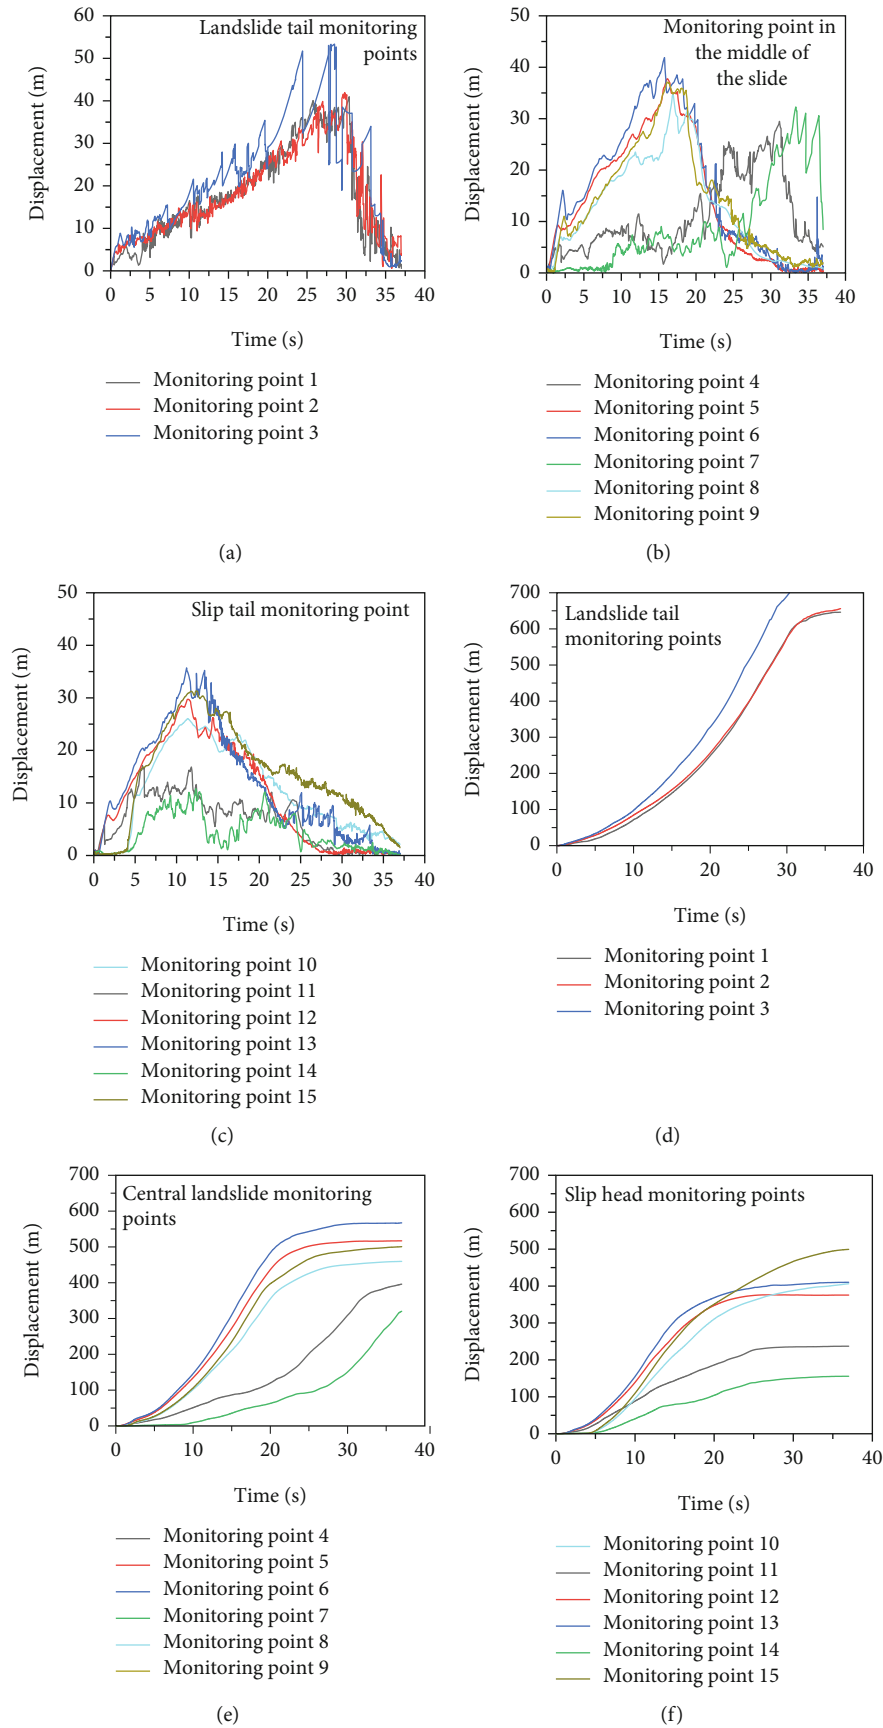 Landslide tail monitoring
points
Displacement (m)
60
50
40
30
20
10
0
0 5 10 15 20 25 30 35 40
Time (s)
Monitoring point 1
Monitoring point 2
Monitoring point 3
(a)
Monitoring point in
the middle of
the slide
Displacement (m)
50
40
30
20
10
0
0 5 10 15 20 25 30 35 40
Time (s)
Monitoring point 4
Monitoring point 5
Monitoring point 6
Monitoring point 7
Monitoring point 8
Monitoring point 9
(b)
Slip tail monitoring point
Displacement (m)
50
40
30
20
10
0
0 5 10 15 20 25 30 35 40
Time (s)
Monitoring point 10
Monitoring point 11
Monitoring point 12
Monitoring point 13
Monitoring point 14
Monitoring point 15
(c)
Landslide tail
monitoring points
Displacement (m)
700
600
500
400
300
200
100
0
0 10 20 30 40
Time (s)
Monitoring point 1
Monitoring point 2
Monitoring point 3
(d)
Central landslide monitoring
points
Displacement (m)
700
600
500
400
300
200
100
0
0 10 20 30 40
Time (s)
Monitoring point 4
Monitoring point 5
Monitoring point 6
Monitoring point 7
Monitoring point 8
Monitoring point 9
(e)
Slip head monitoring points
Displacement (m)
700
600
500
400
300
200
100
0
0 10 20 30 40
Time (s)
Monitoring point 10
Monitoring point 11
Monitoring point 12
Monitoring point 13
Monitoring point 14
Monitoring point 15
(f)